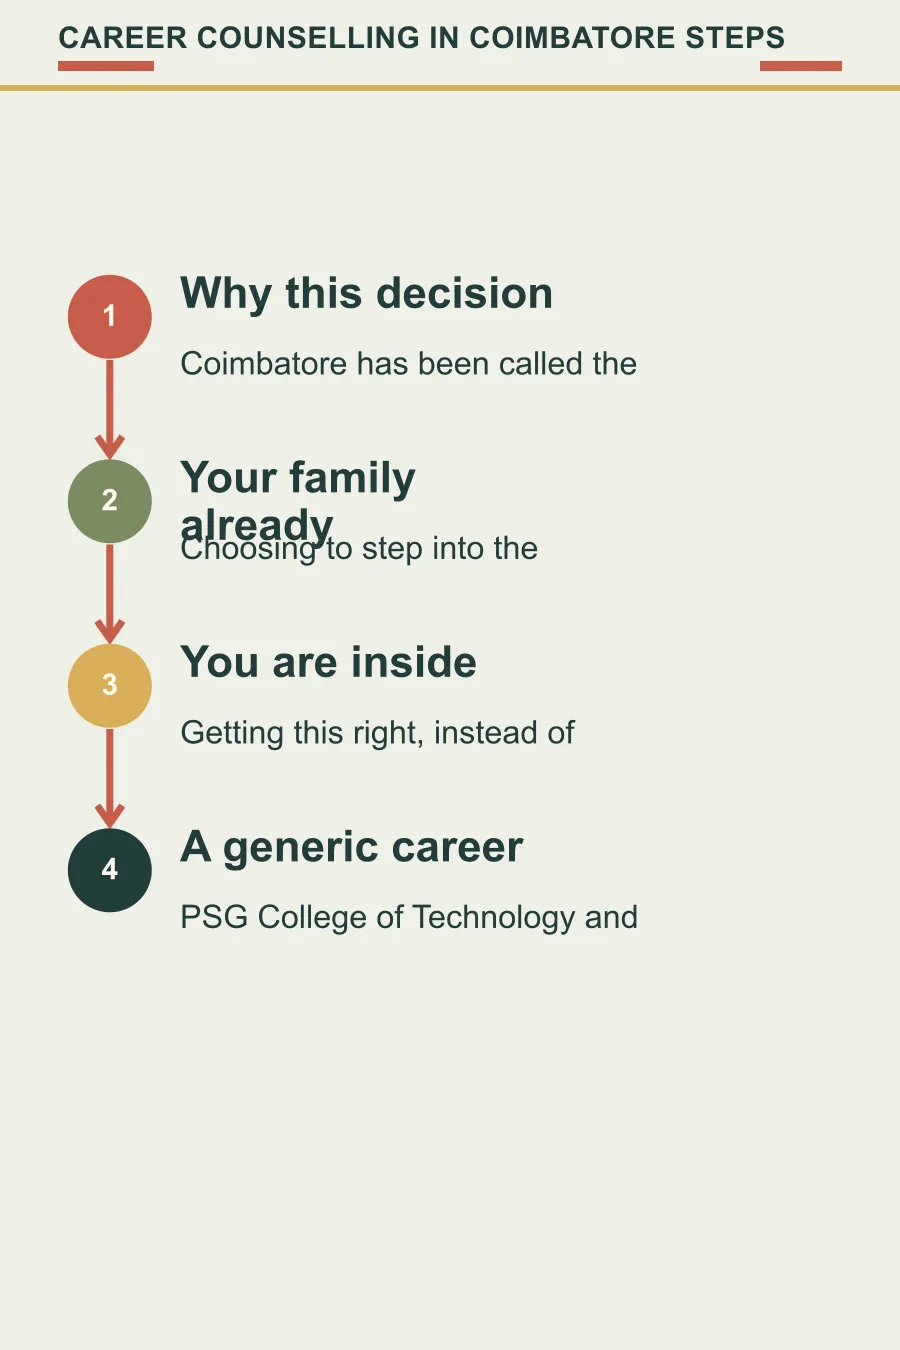 CAREER COUNSELLING IN COIMBATORE STEPS
1
Why this decision
Coimbatore has been called the
2
Your family
already
Choosing to step into the
3
You are inside
Getting this right, instead of
4
A generic career
PSG College of Technology and